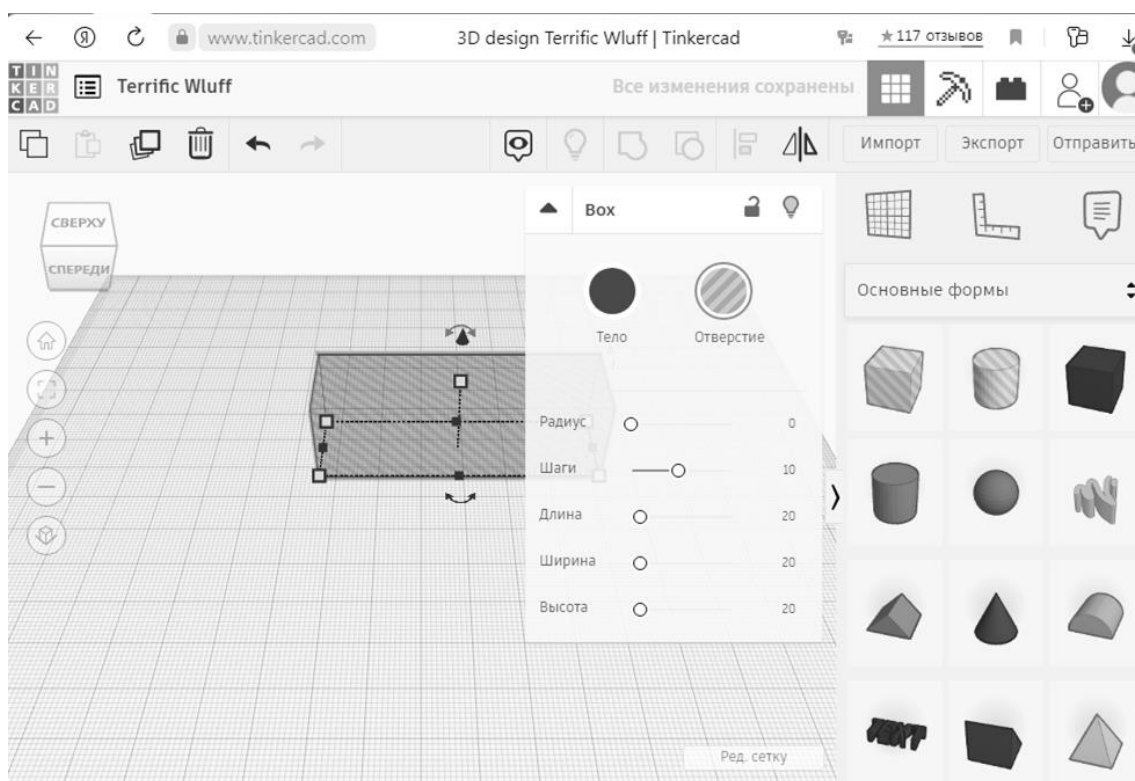 www.tinkercad.com
3D design Terrific Wluff | Tinkercad
★ 117 отзывов
TIN
KER
CAD
Terrific Wluff
Все изменения сохранены
Импорт
Экспорт
Отправить
СВЕРХУ
СПЕРЕДИ
Box
Тело
Отверстие
Радиус 0
Шаги 10
Длина 20
Ширина 20
Высота 20
Основные формы
TEXT
Ред. сетку